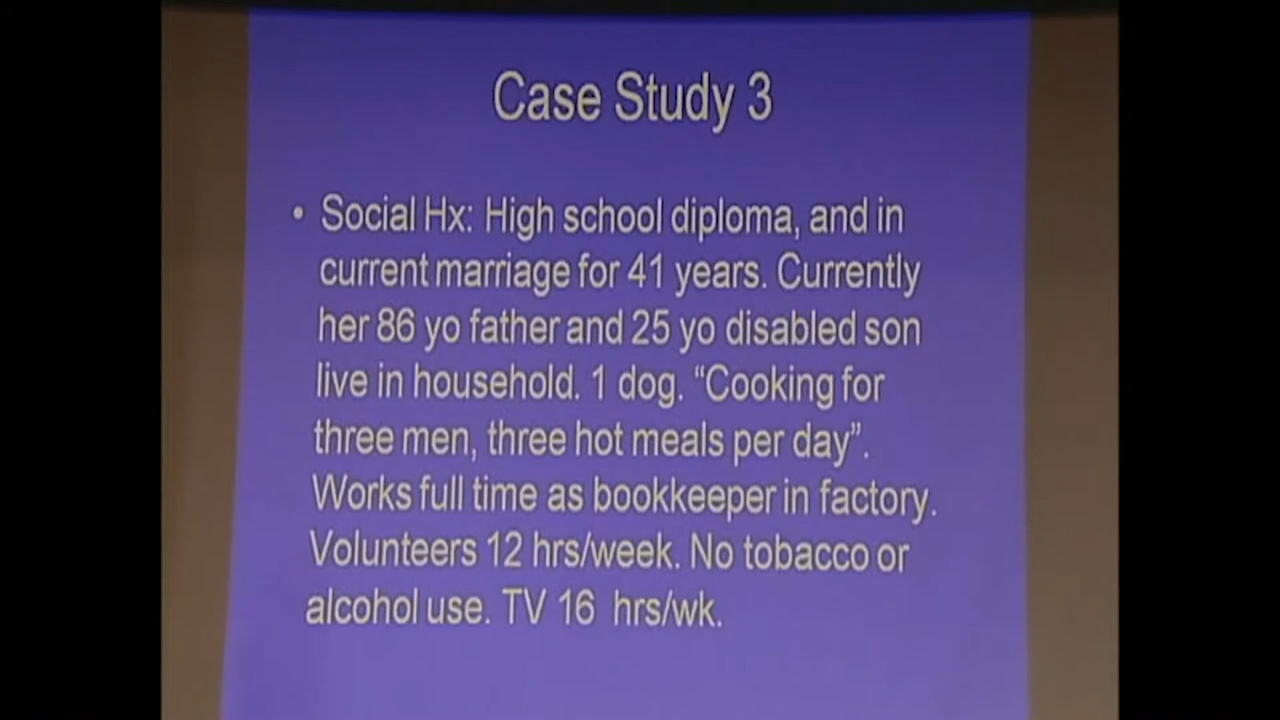 Case Study 3
• Social Hx: High school diploma, and in
current marriage for 41 years. Currently
her 86 yo father and 25 yo disabled son
live in household. 1 dog. “Cooking for
three men, three hot meals per day”.
Works full time as bookkeeper in factory.
Volunteers 12 hrs/week. No tobacco or
alcohol use. TV 16 hrs/wk.